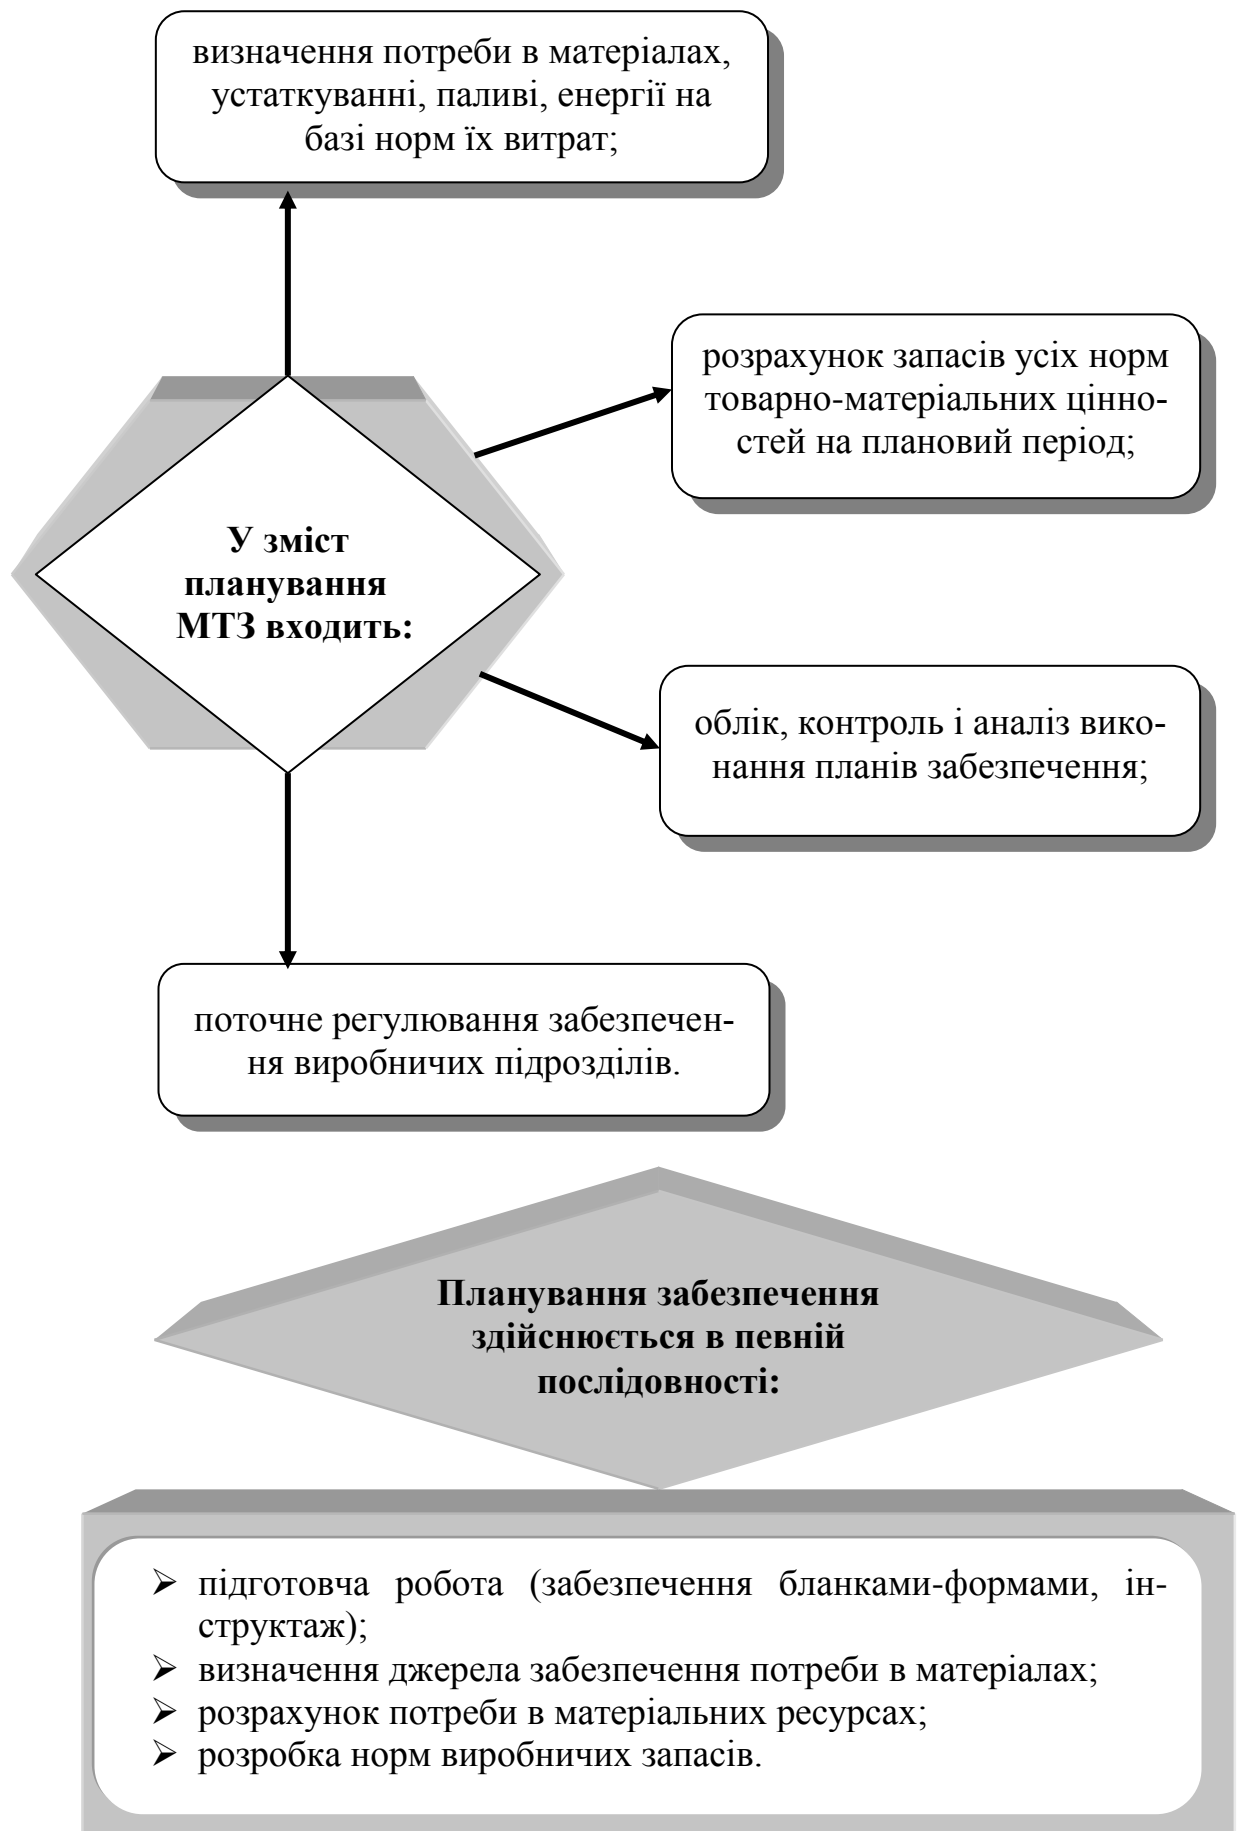 визначення потреби в матеріалах,
устаткуванні, паливі, енергії на
базі норм їх витрат;
розрахунок запасів усіх норм
товарно-матеріальних цінно-
стей на плановий період;
У зміст
планування
МТЗ входить:
облік, контроль і аналіз вико-
нання планів забезпечення;
поточне регулювання забезпечен-
ня виробничих підрозділів.
Планування забезпечення
здійснюється в певній
послідовності:
➢ підготовча робота (забезпечення бланками-формами, ін-
структаж);
➢ визначення джерела забезпечення потреби в матеріалах;
➢ розрахунок потреби в матеріальних ресурсах;
➢ розробка норм виробничих запасів.